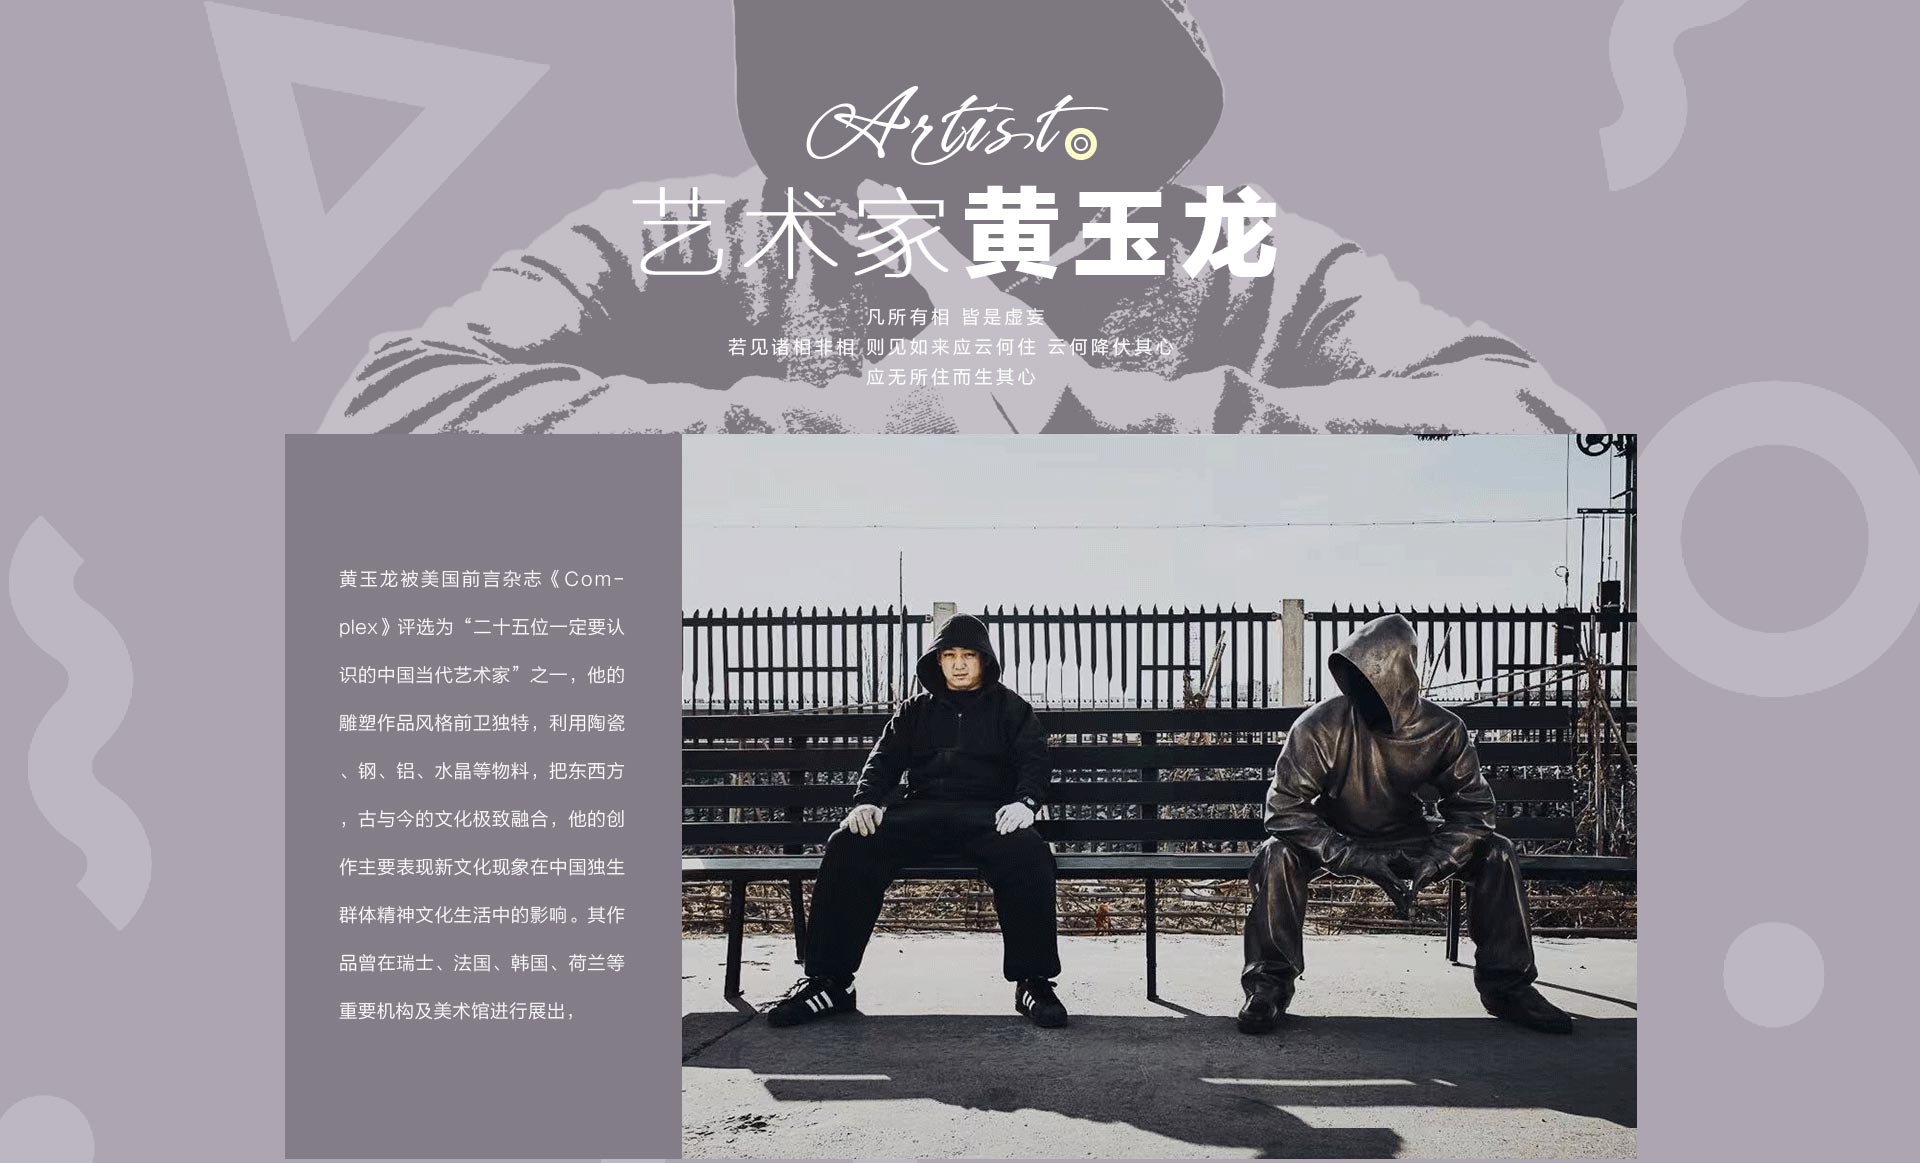 Artist
艺术家黄玉龙
凡所有相 皆是虚妄
若见诸相非相 则见如来应云何住 云何降伏其心
应无所住而生其心
黄玉龙被美国前言杂志《Com-
plex》评选为“二十五位一定要认
识的中国当代艺术家”之一，他的
雕塑作品风格前卫独特，利用陶瓷
、钢、铝、水晶等物料，把东西方
，古与今的文化极致融合，他的创
作主要表现新文化现象在中国独生
群体精神文化生活中的影响。其作
品曾在瑞士、法国、韩国、荷兰等
重要机构及美术馆进行展出，